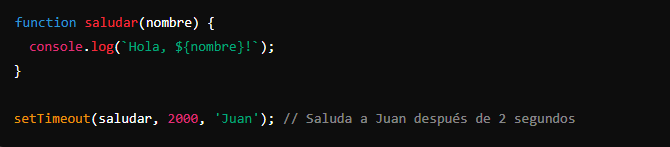 function saludar(nombre) {
  console.log(`Hola, ${nombre}!`);
}
setTimeout(saludar, 2000, 'Juan'); // Saluda a Juan después de 2 segundos